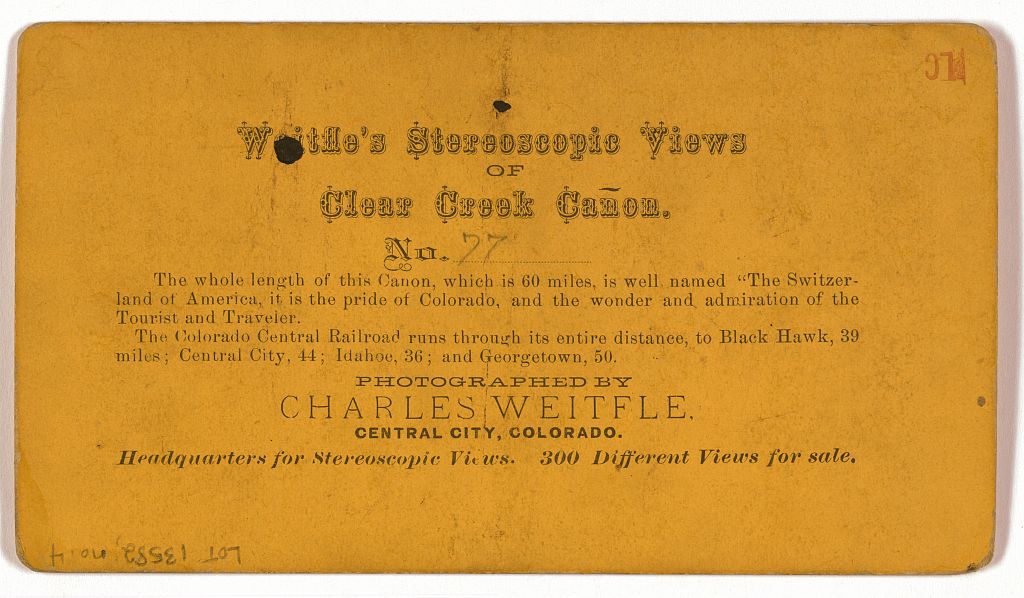 LC
Weitfle's Stereoscopic Views
OF
Clear Creek Cañon.
No. 77
The whole length of this Canon, which is 60 miles, is well named “The Switzer-
land of America, it is the pride of Colorado, and the wonder and admiration of the
Tourist and Traveler.
The Colorado Central Railroad runs through its entire distance, to Black Hawk, 39
miles; Central City, 44; Idahoe, 36; and Georgetown, 50.
PHOTOGRAPHED BY
CHARLES WEITFLE,
CENTRAL CITY, COLORADO.
Headquarters for Stereoscopic Views. 300 Different Views for sale.
LOT 13582, no. 4